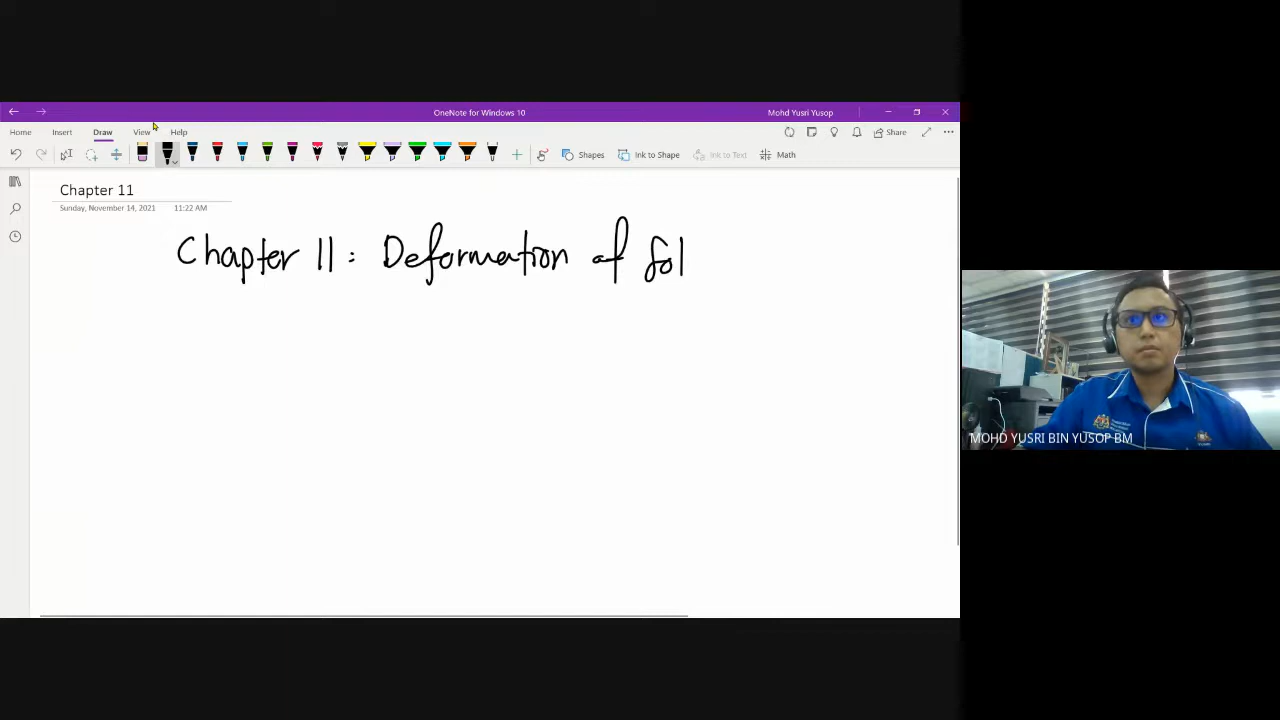 OneNote for Windows 10
Mohd Yusri Yusop
Home Insert Draw View Help
Share
Shapes Ink to Shape Ink to Text Math
Chapter 11
Sunday, November 14, 2021 11:22 AM
Chapter 11: Deformation of Sol
MOHD YUSRI BIN YUSOP BM